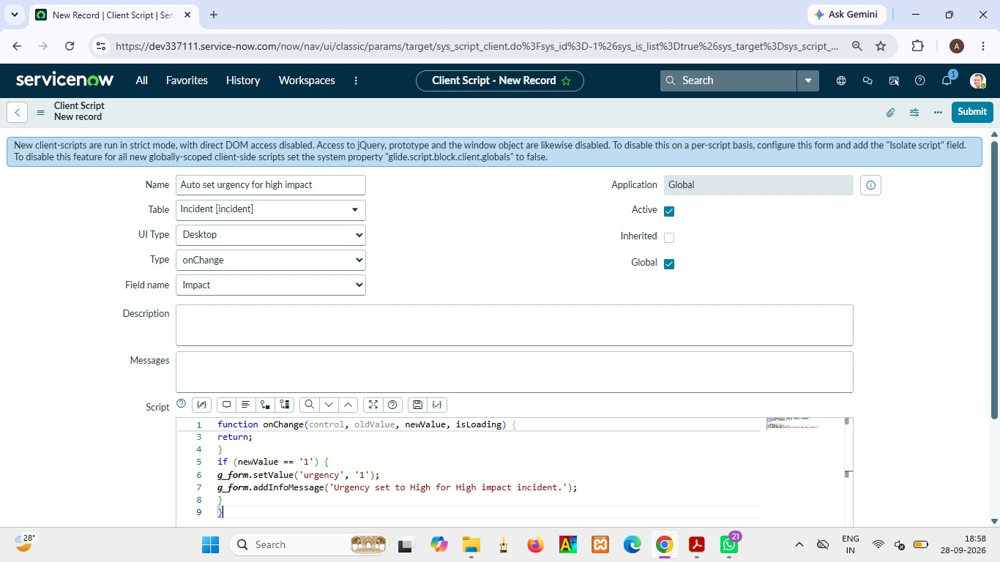 New Record | Client Script | Ser
Ask Gemini
https://dev337111.service-now.com/now/nav/ui/classic/params/target/sys_script_client.do%3Fsys_id%3D-1%26sys_is_list%3Dtrue%26sys_target%3Dsys_script_...
A
servicenow
All
Favorites
History
Workspaces
Client Script - New Record
Search
1
Client Script
New record
Submit
New client-scripts are run in strict mode, with direct DOM access disabled. Access to jQuery, prototype and the window object are likewise disabled. To disable this on a per-script basis, configure this form and add the "Isolate script" field.
To disable this feature for all new globally-scoped client-side scripts set the system property "glide.script.block.client.globals" to false.
Name
Auto set urgency for high impact
Application
Global
Table
Incident [incident]
Active
UI Type
Desktop
Inherited
Type
onChange
Global
Field name
Impact
Description
Messages
Script
1 function onChange(control, oldValue, newValue, isLoading) {
3 return;
4 }
5 if (newValue == '1') {
6 g_form.setValue('urgency', '1');
7 g_form.addInfoMessage('Urgency set to High for High impact incident.');
8 }
9 }
28°
Search
21
ENG
IN
18:58
28-09-2026